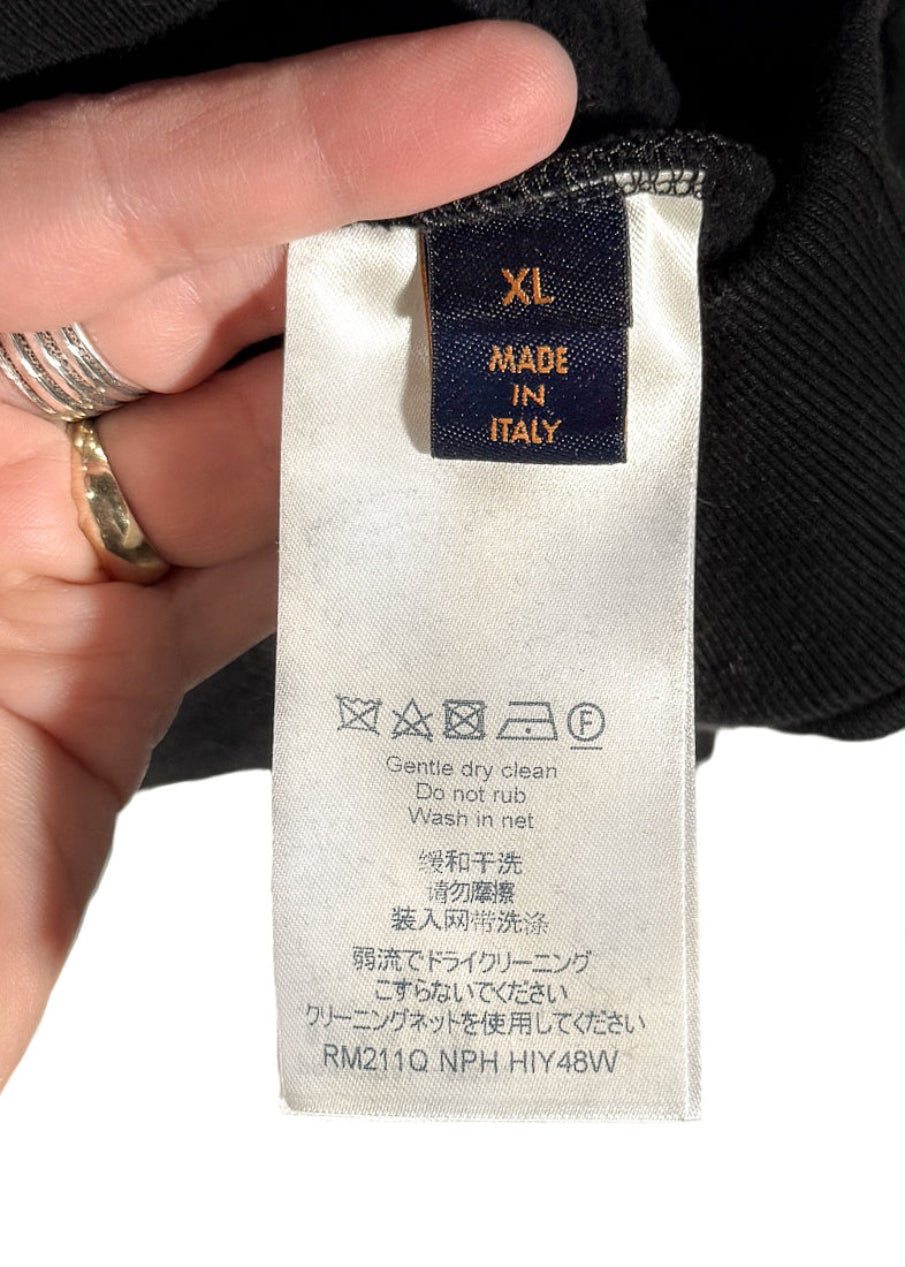 XL
MADE
IN
ITALY
F
Gentle dry clean
Do not rub
Wash in net
缓和干洗
请勿摩擦
装入网带洗涤
弱流でドライクリーニング
こすらないでください
クリーニングネットを使用してください
RM211Q NPH HIY48W